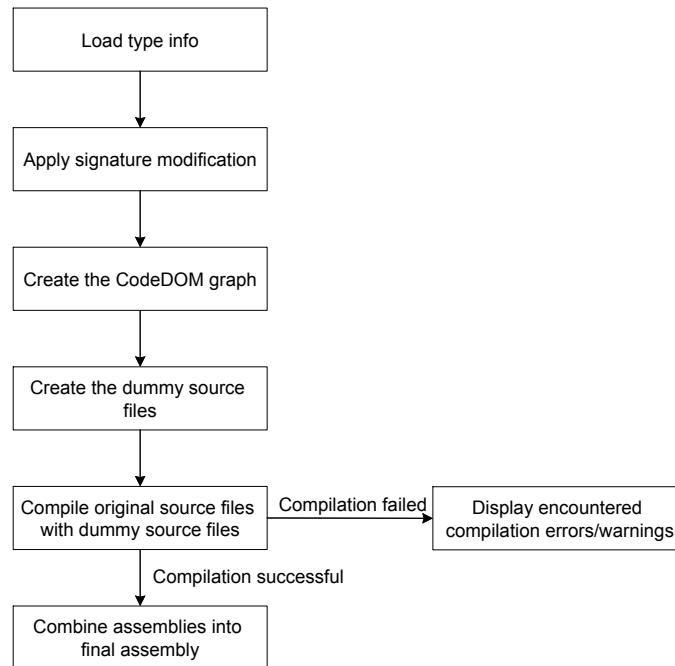 Load type info
Apply signature modification
Create the CodeDOM graph
Create the dummy source
files
Compile original source files
with dummy source files
Compilation failed
Display encountered
compilation errors/warnings
Compilation successful
Combine assemblies into
final assembly